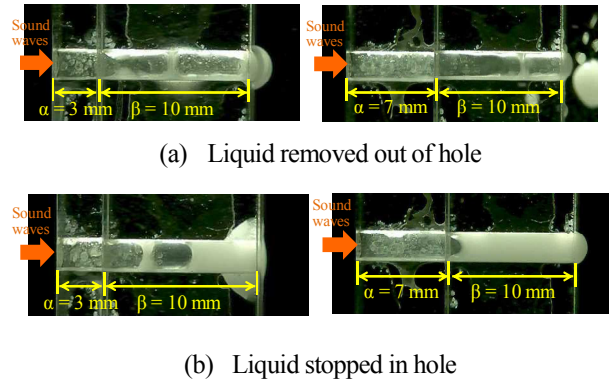 Sound
waves
α = 3 mm
β = 10 mm
Sound
waves
α = 7 mm
β = 10 mm
(a) Liquid removed out of hole
Sound
waves
α = 3 mm
β = 10 mm
Sound
waves
α = 7 mm
β = 10 mm
(b) Liquid stopped in hole